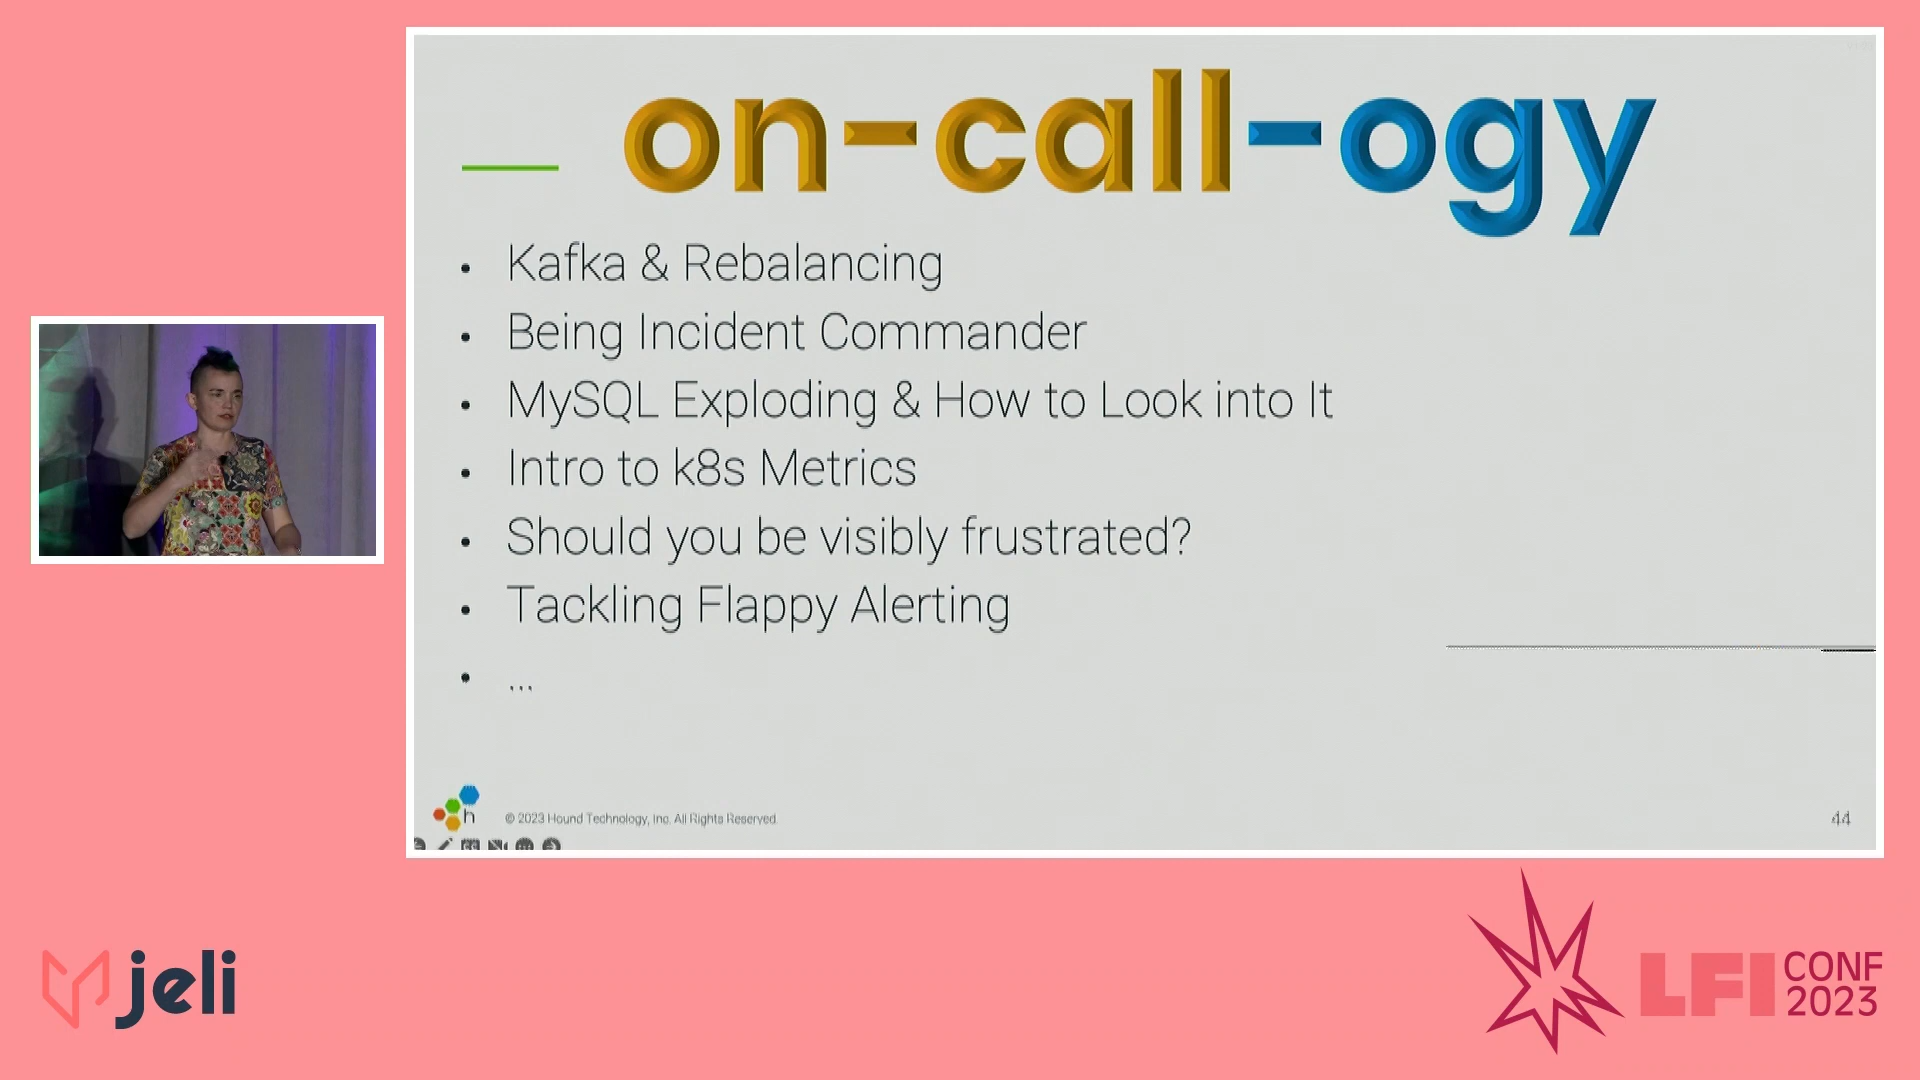 on-call-ogy
Kafka & Rebalancing
Being Incident Commander
MySQL Exploding & How to Look into It
Intro to k8s Metrics
Should you be visibly frustrated?
Tackling Flappy Alerting
...
h
© 2023 Hound Technology, Inc. All Rights Reserved.
44
jeli
LFI CONF 2023